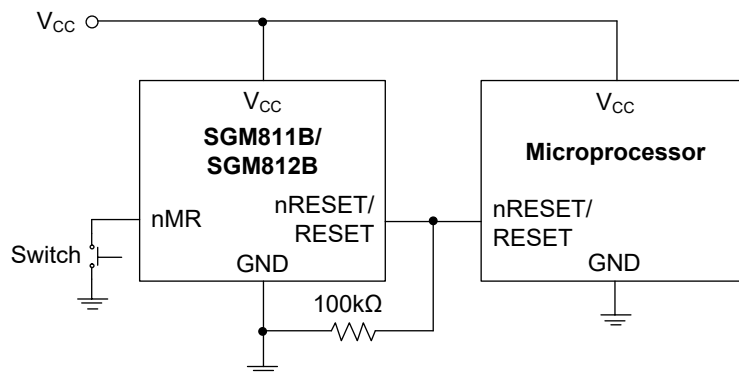 VCC
VCC
SGM811B/
SGM812B
nMR
nRESET/
RESET
GND
Switch
100kΩ
VCC
Microprocessor
nRESET/
RESET
GND